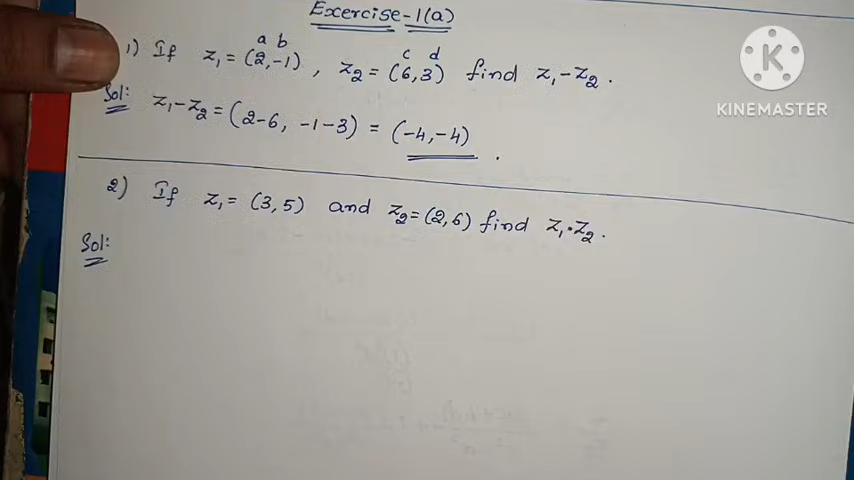 Exercise-1(a)
a b
c d
1) If z₁ = (2,-1) , z₂ = (6,3) find z₁-z₂ .
Sol: z₁-z₂ = (2-6, -1-3) = (-4,-4) .
2) If z₁ = (3,5) and z₂ = (2,6) find z₁·z₂ .
Sol:
K
KINEMASTER